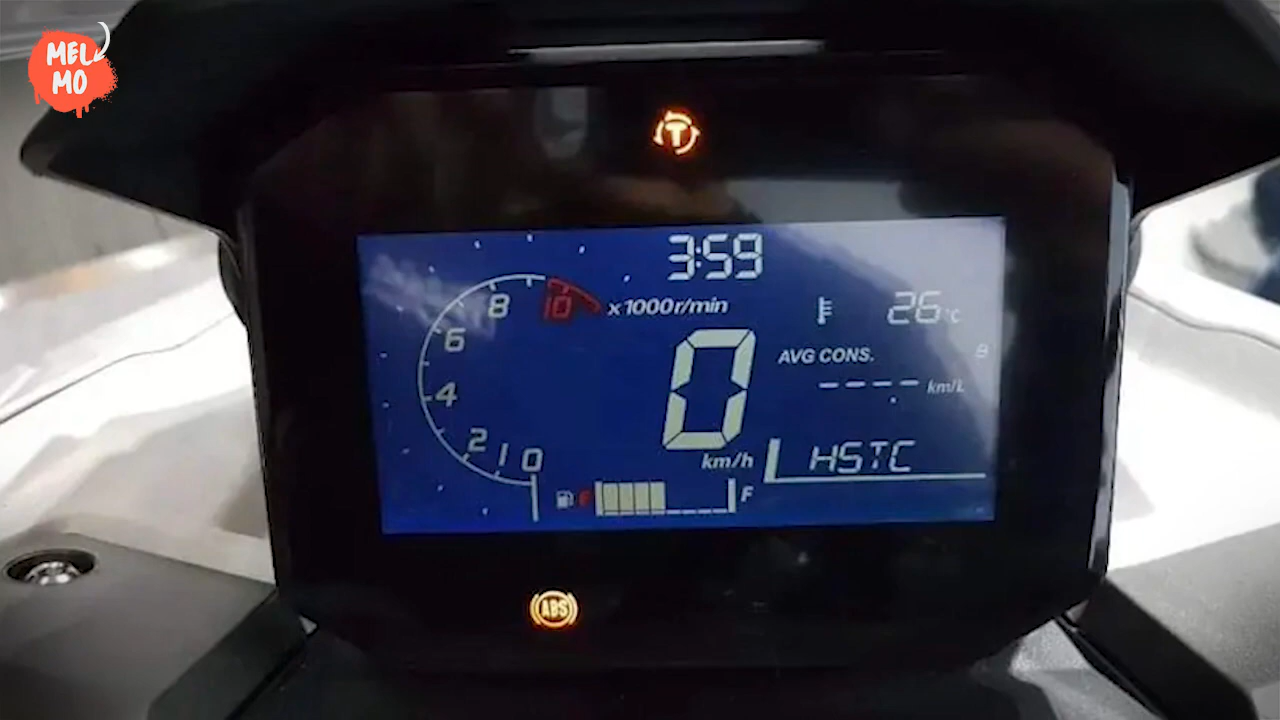 MEL
MO
T
3:59
10 x1000r/min
8
26°C
6
AVG CONS.
0
---- km/L
4
2
1
0
km/h
HSTC
E F
ABS